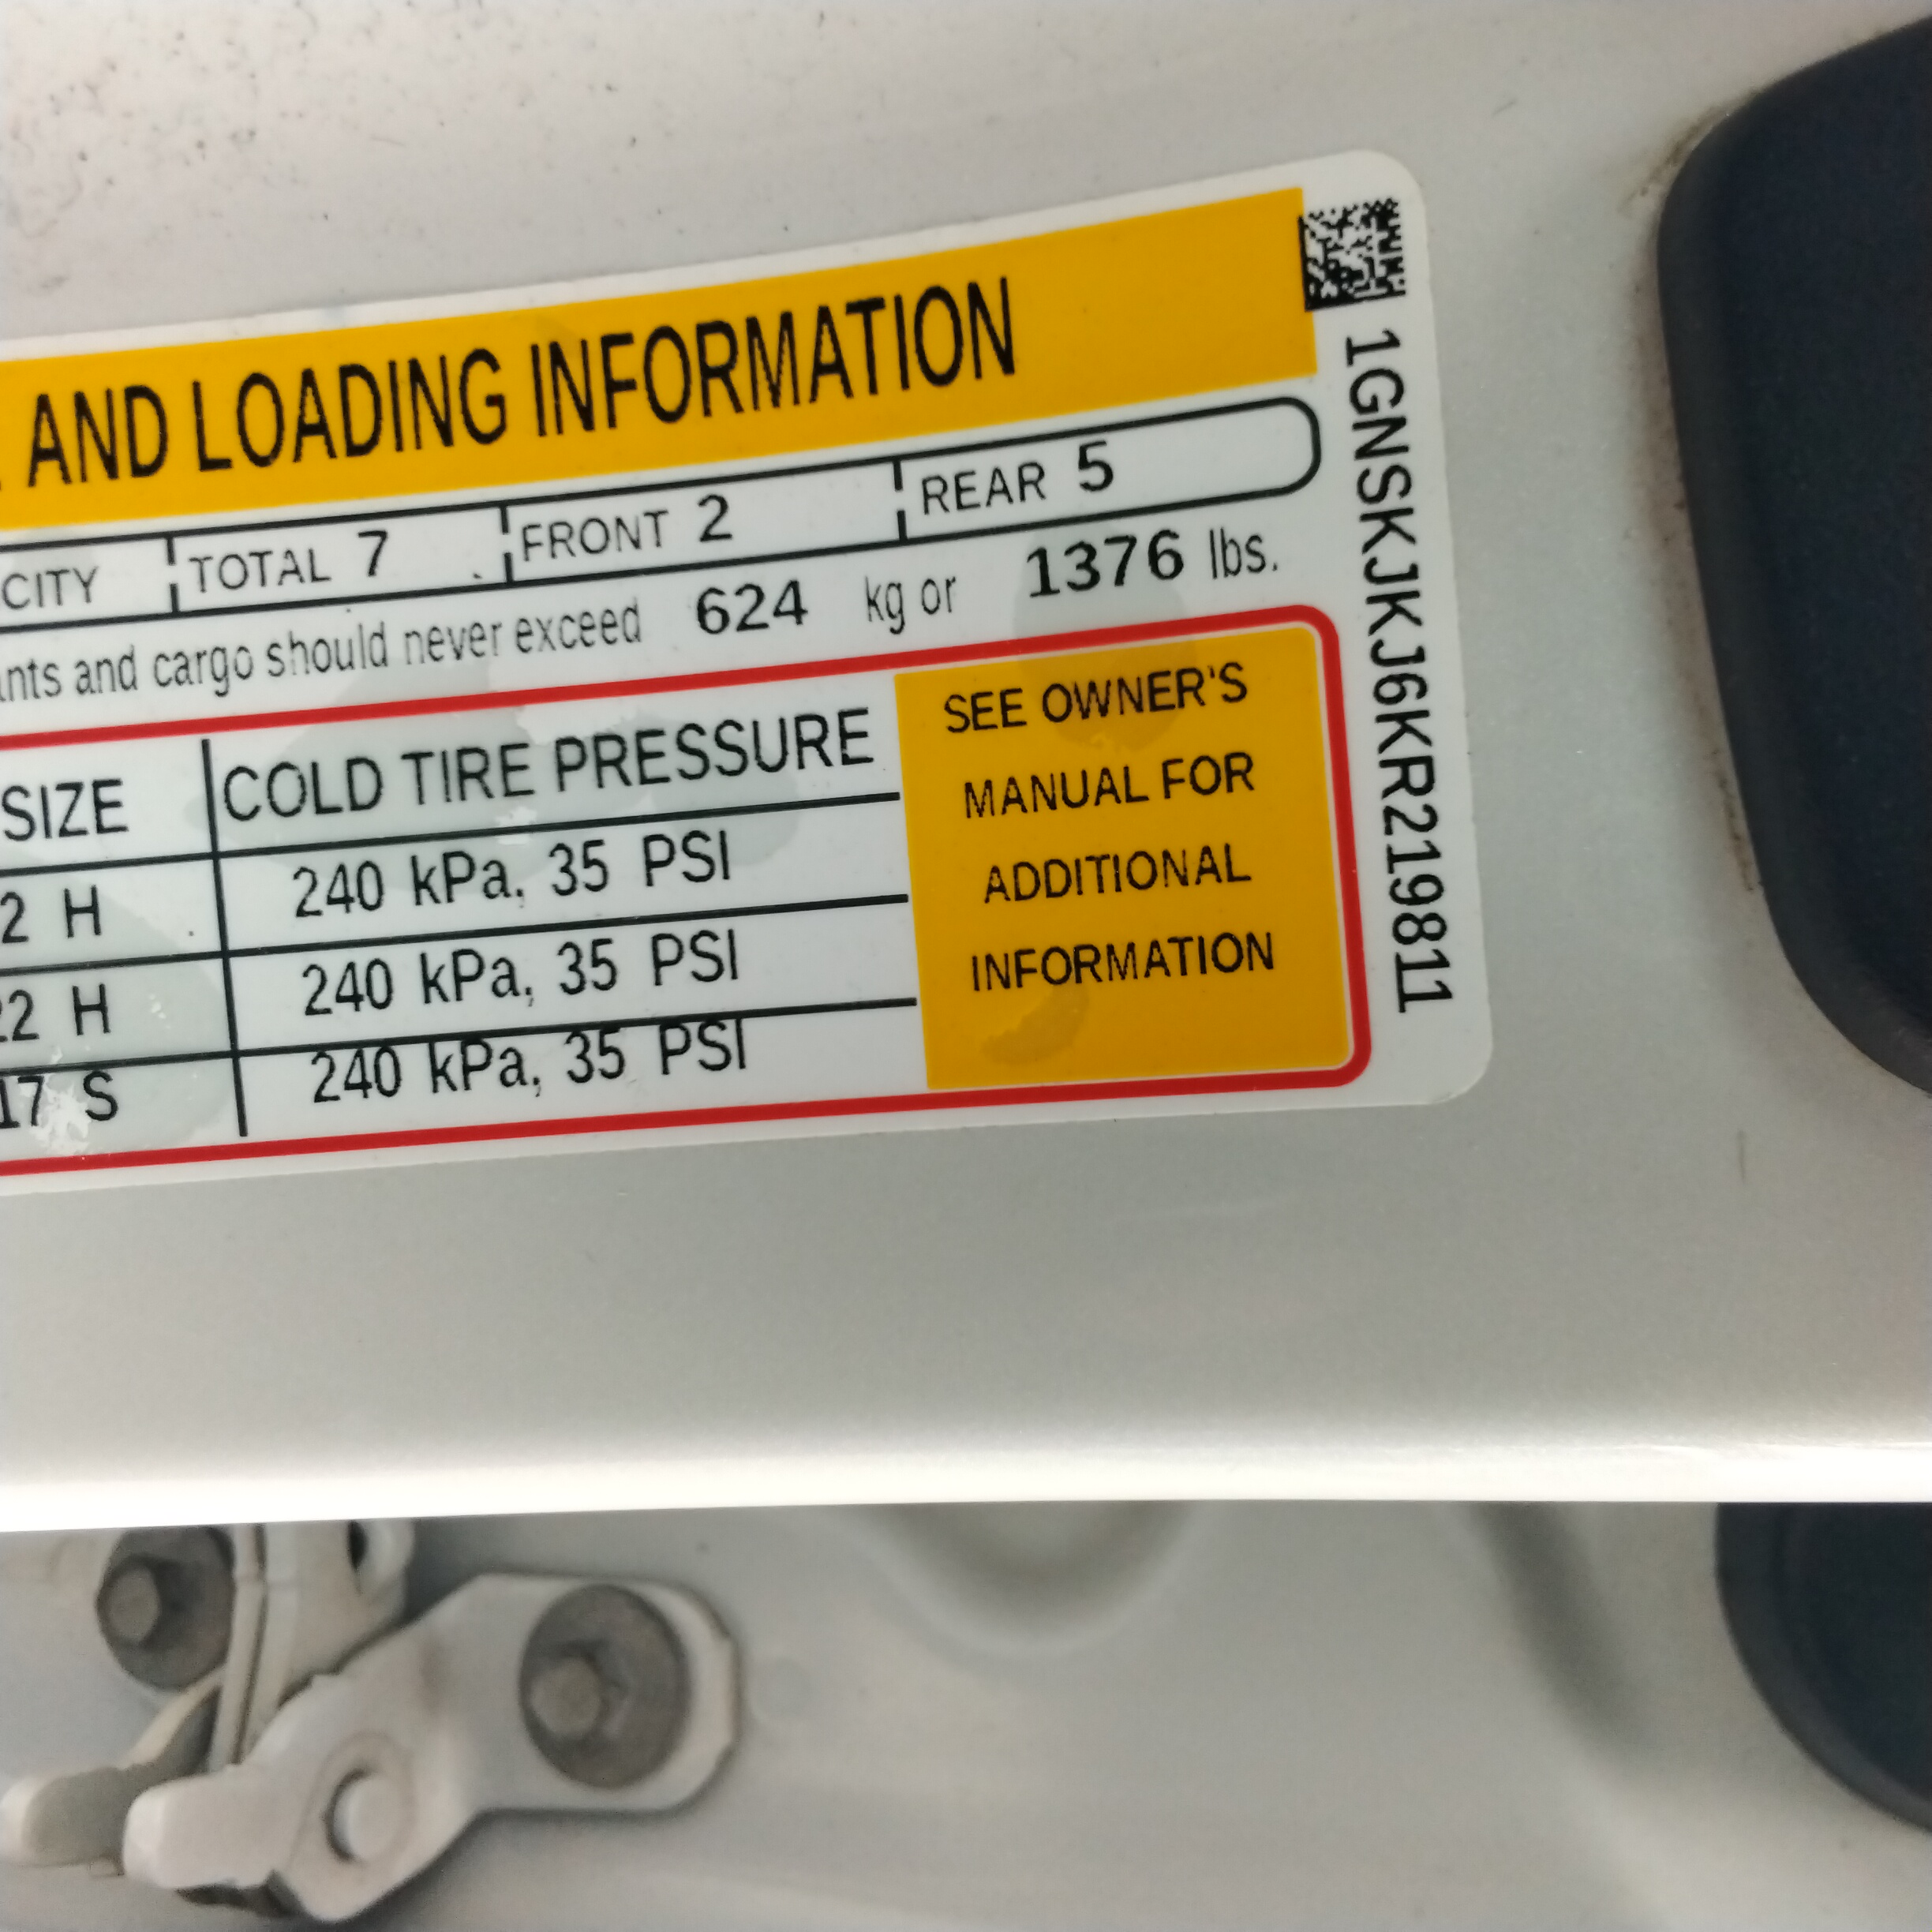 AND LOADING INFORMATION
CITY TOTAL 7 FRONT 2 REAR 5
and cargo should never exceed 624 kg or 1376 lbs.
SIZE COLD TIRE PRESSURE
2 H 240 kPa, 35 PSI
22 H 240 kPa, 35 PSI
17 S 240 kPa, 35 PSI
SEE OWNER'S
MANUAL FOR
ADDITIONAL
INFORMATION
1GNSKJKJ6KR219811